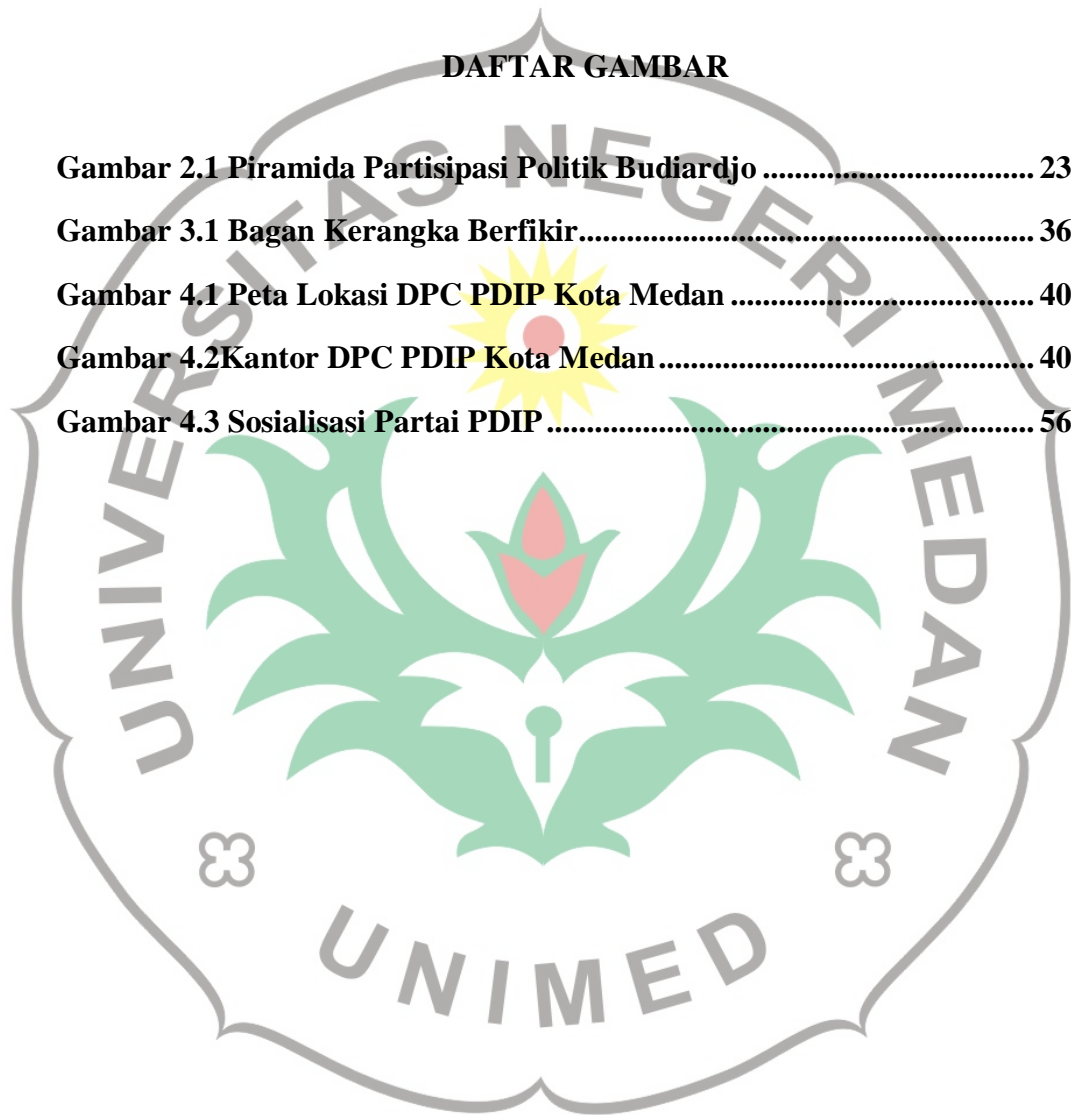 DAFTAR GAMBAR
Gambar 2.1 Piramida Partisipasi Politik Budiardjo .................................. 23
Gambar 3.1 Bagan Kerangka Berfikir......................................................... 36
Gambar 4.1 Peta Lokasi DPC PDIP Kota Medan ...................................... 40
Gambar 4.2Kantor DPC PDIP Kota Medan ............................................... 40
Gambar 4.3 Sosialisasi Partai PDIP ............................................................. 56
UNIVERSITAS NEGERI MEDAN
UNIMED